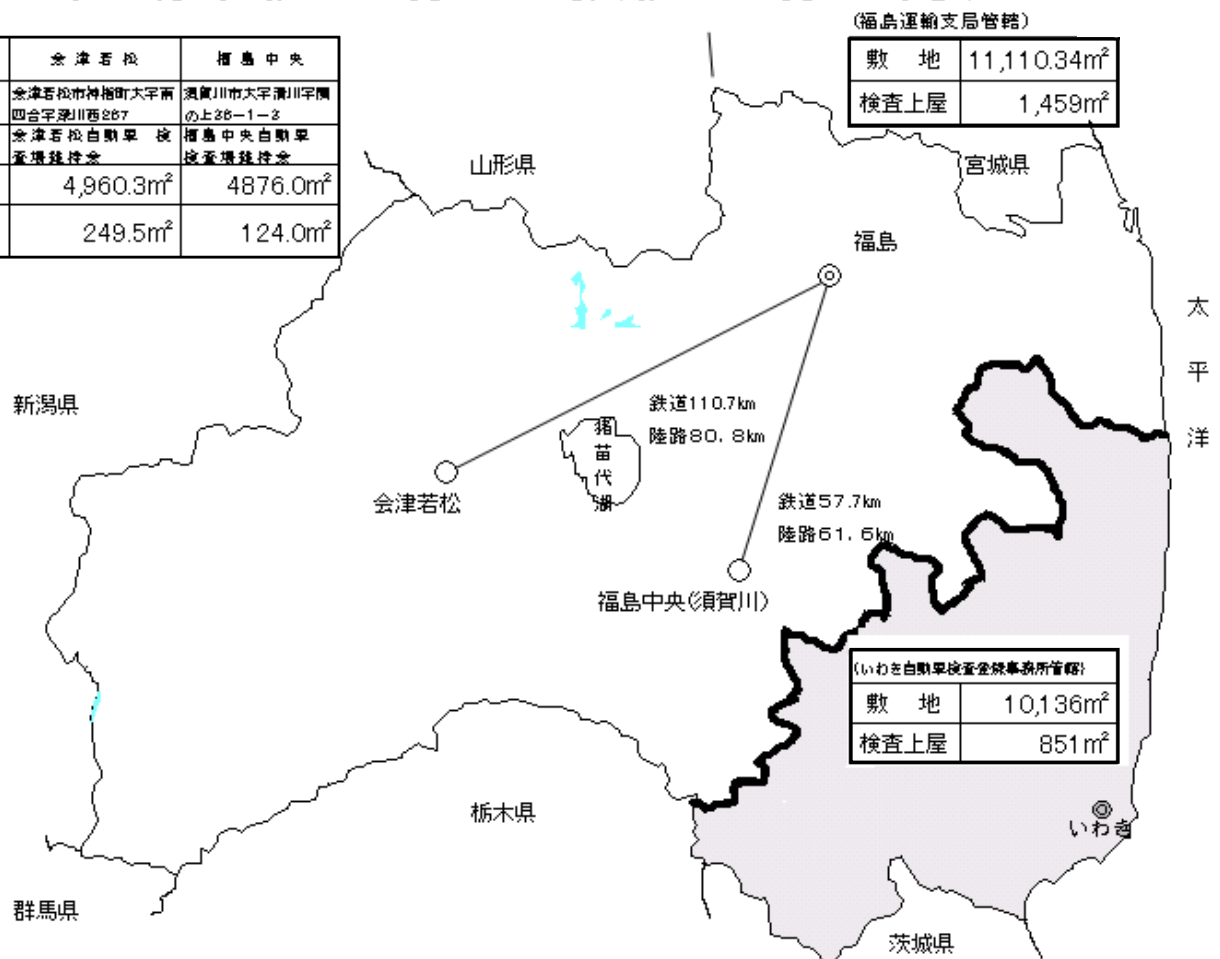 (福島運輸支局管轄)
敷 地 11,110.34m²
検査上屋 1,459m²
会津若松 福島中央
会津若松市神指町大字南四合字深川西267
須賀川市大字滑川字関の上36-1-3
会津若松自動車 検査場維持会
福島中央自動車検査場維持会
4,960.3m² 4876.0m²
249.5m² 124.0m²
山形県
宮城県
福島
太平洋
新潟県
鉄道110.7km
陸路80.8km
猪苗代湖
会津若松
鉄道57.7km
陸路61.6km
福島中央(須賀川)
(いわき自動車検査登録事務所管轄)
敷 地 10,136m²
検査上屋 851m²
いわき
栃木県
群馬県
茨城県